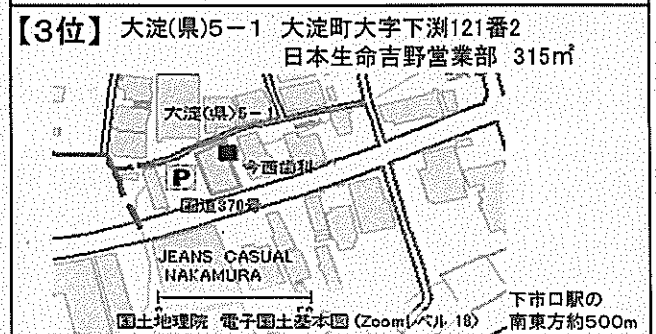 【3位】 大淀(県)5－1 大淀町大字下渕121番2
日本生命吉野営業部 315㎡
大淀(県)5－1
今西歯科
P
国道370号
JEANS CASUAL
NAKAMURA
国土地理院 電子国土基本図 (Zoomレベル 18)
下市口駅の
南東方約500m